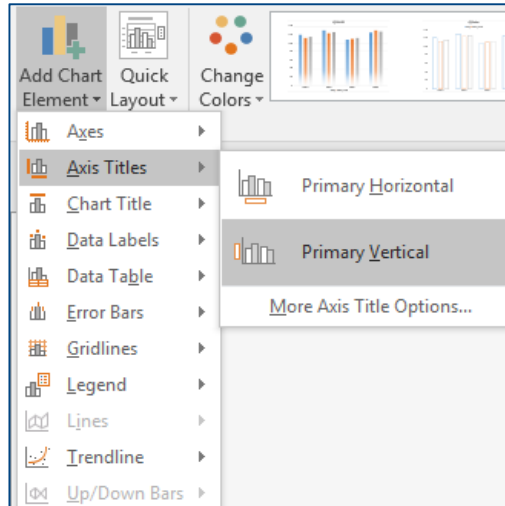 Add Chart Element
Quick Layout
Change Colors
Axes
Axis Titles
Chart Title
Data Labels
Data Table
Error Bars
Gridlines
Legend
Lines
Trendline
Up/Down Bars
Primary Horizontal
Primary Vertical
More Axis Title Options...